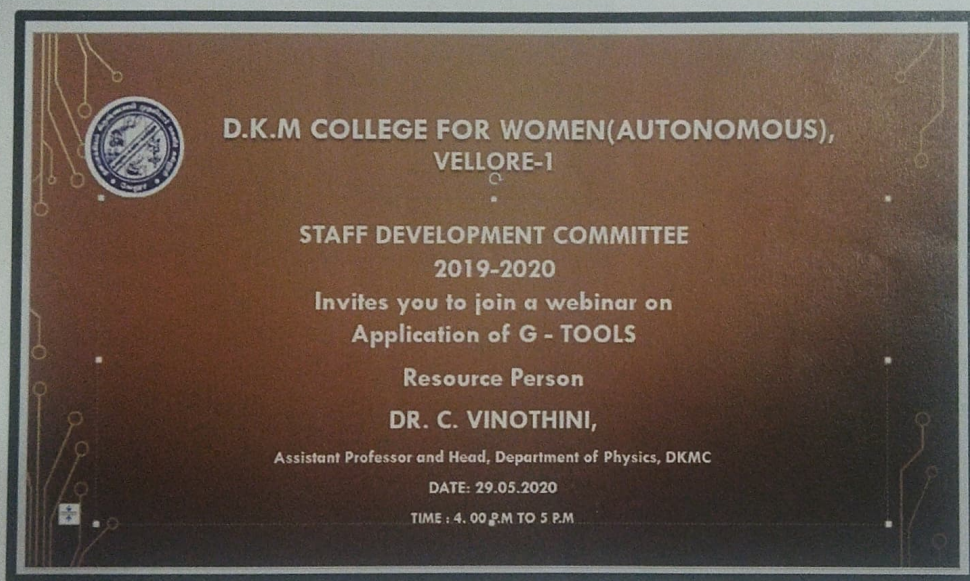 D.K.M COLLEGE FOR WOMEN(AUTONOMOUS),
VELLORE-1
STAFF DEVELOPMENT COMMITTEE
2019-2020
Invites you to join a webinar on
Application of G - TOOLS
Resource Person
DR. C. VINOTHINI,
Assistant Professor and Head, Department of Physics, DKMC
DATE: 29.05.2020
TIME : 4. 00 P.M TO 5 P.M